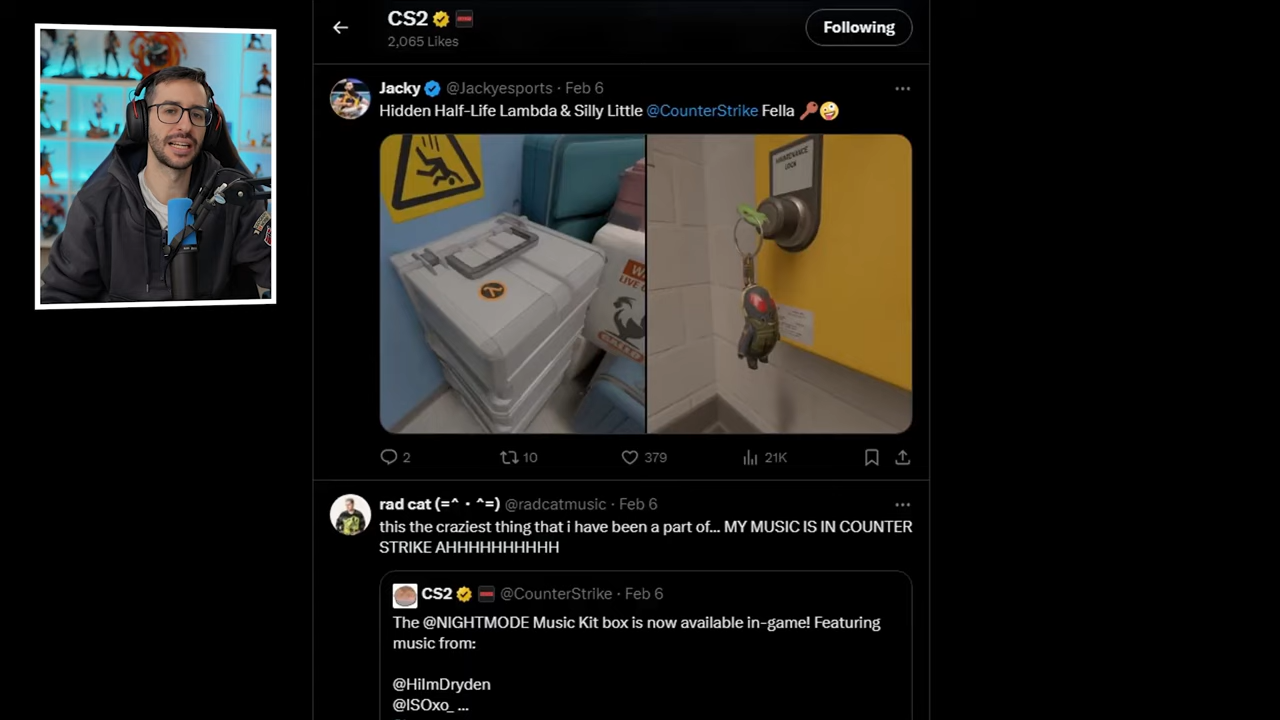 CS2
2,065 Likes
Following
Jacky @Jackyesports · Feb 6
Hidden Half-Life Lambda & Silly Little @CounterStrike Fella 🔑🤪
MAINTENANCE
λ
2
10
379
21K
rad cat (=^・^=) @radcatmusic · Feb 6
this the craziest thing that i have been a part of... MY MUSIC IS IN COUNTER
STRIKE AHHHHHHHHHH
CS2 @CounterStrike · Feb 6
The @NIGHTMODE Music Kit box is now available in-game! Featuring
music from:
@HiImDryden
@ISOxo_ ...